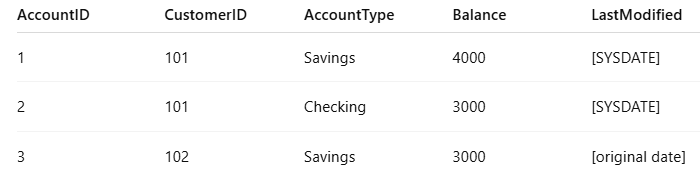 AccountID CustomerID AccountType Balance LastModified
1 101 Savings 4000 [SYSDATE]
2 101 Checking 3000 [SYSDATE]
3 102 Savings 3000 [original date]